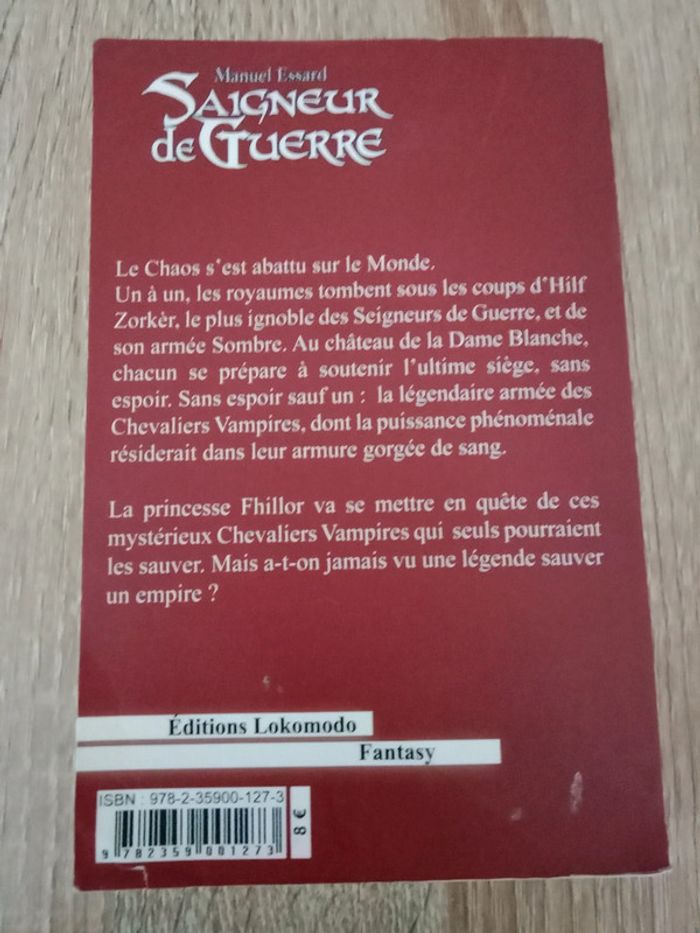 Manuel Essard
SAIGNEUR
de GUERRE
Le Chaos s'est abattu sur le Monde.
Un à un, les royaumes tombent sous les coups d'Hilf
Zorkèr, le plus ignoble des Seigneurs de Guerre, et de
son armée Sombre. Au château de la Dame Blanche,
chacun se prépare à soutenir l'ultime siège, sans
espoir. Sans espoir sauf un : la légendaire armée des
Chevaliers Vampires, dont la puissance phénoménale
résiderait dans leur armure gorgée de sang.
La princesse Fhillor va se mettre en quête de ces
mystérieux Chevaliers Vampires qui seuls pourraient
les sauver. Mais a-t-on jamais vu une légende sauver
un empire ?
Éditions Lokomodo
Fantasy
ISBN : 978-2-35900-127-3
9 782359 001273
8 €